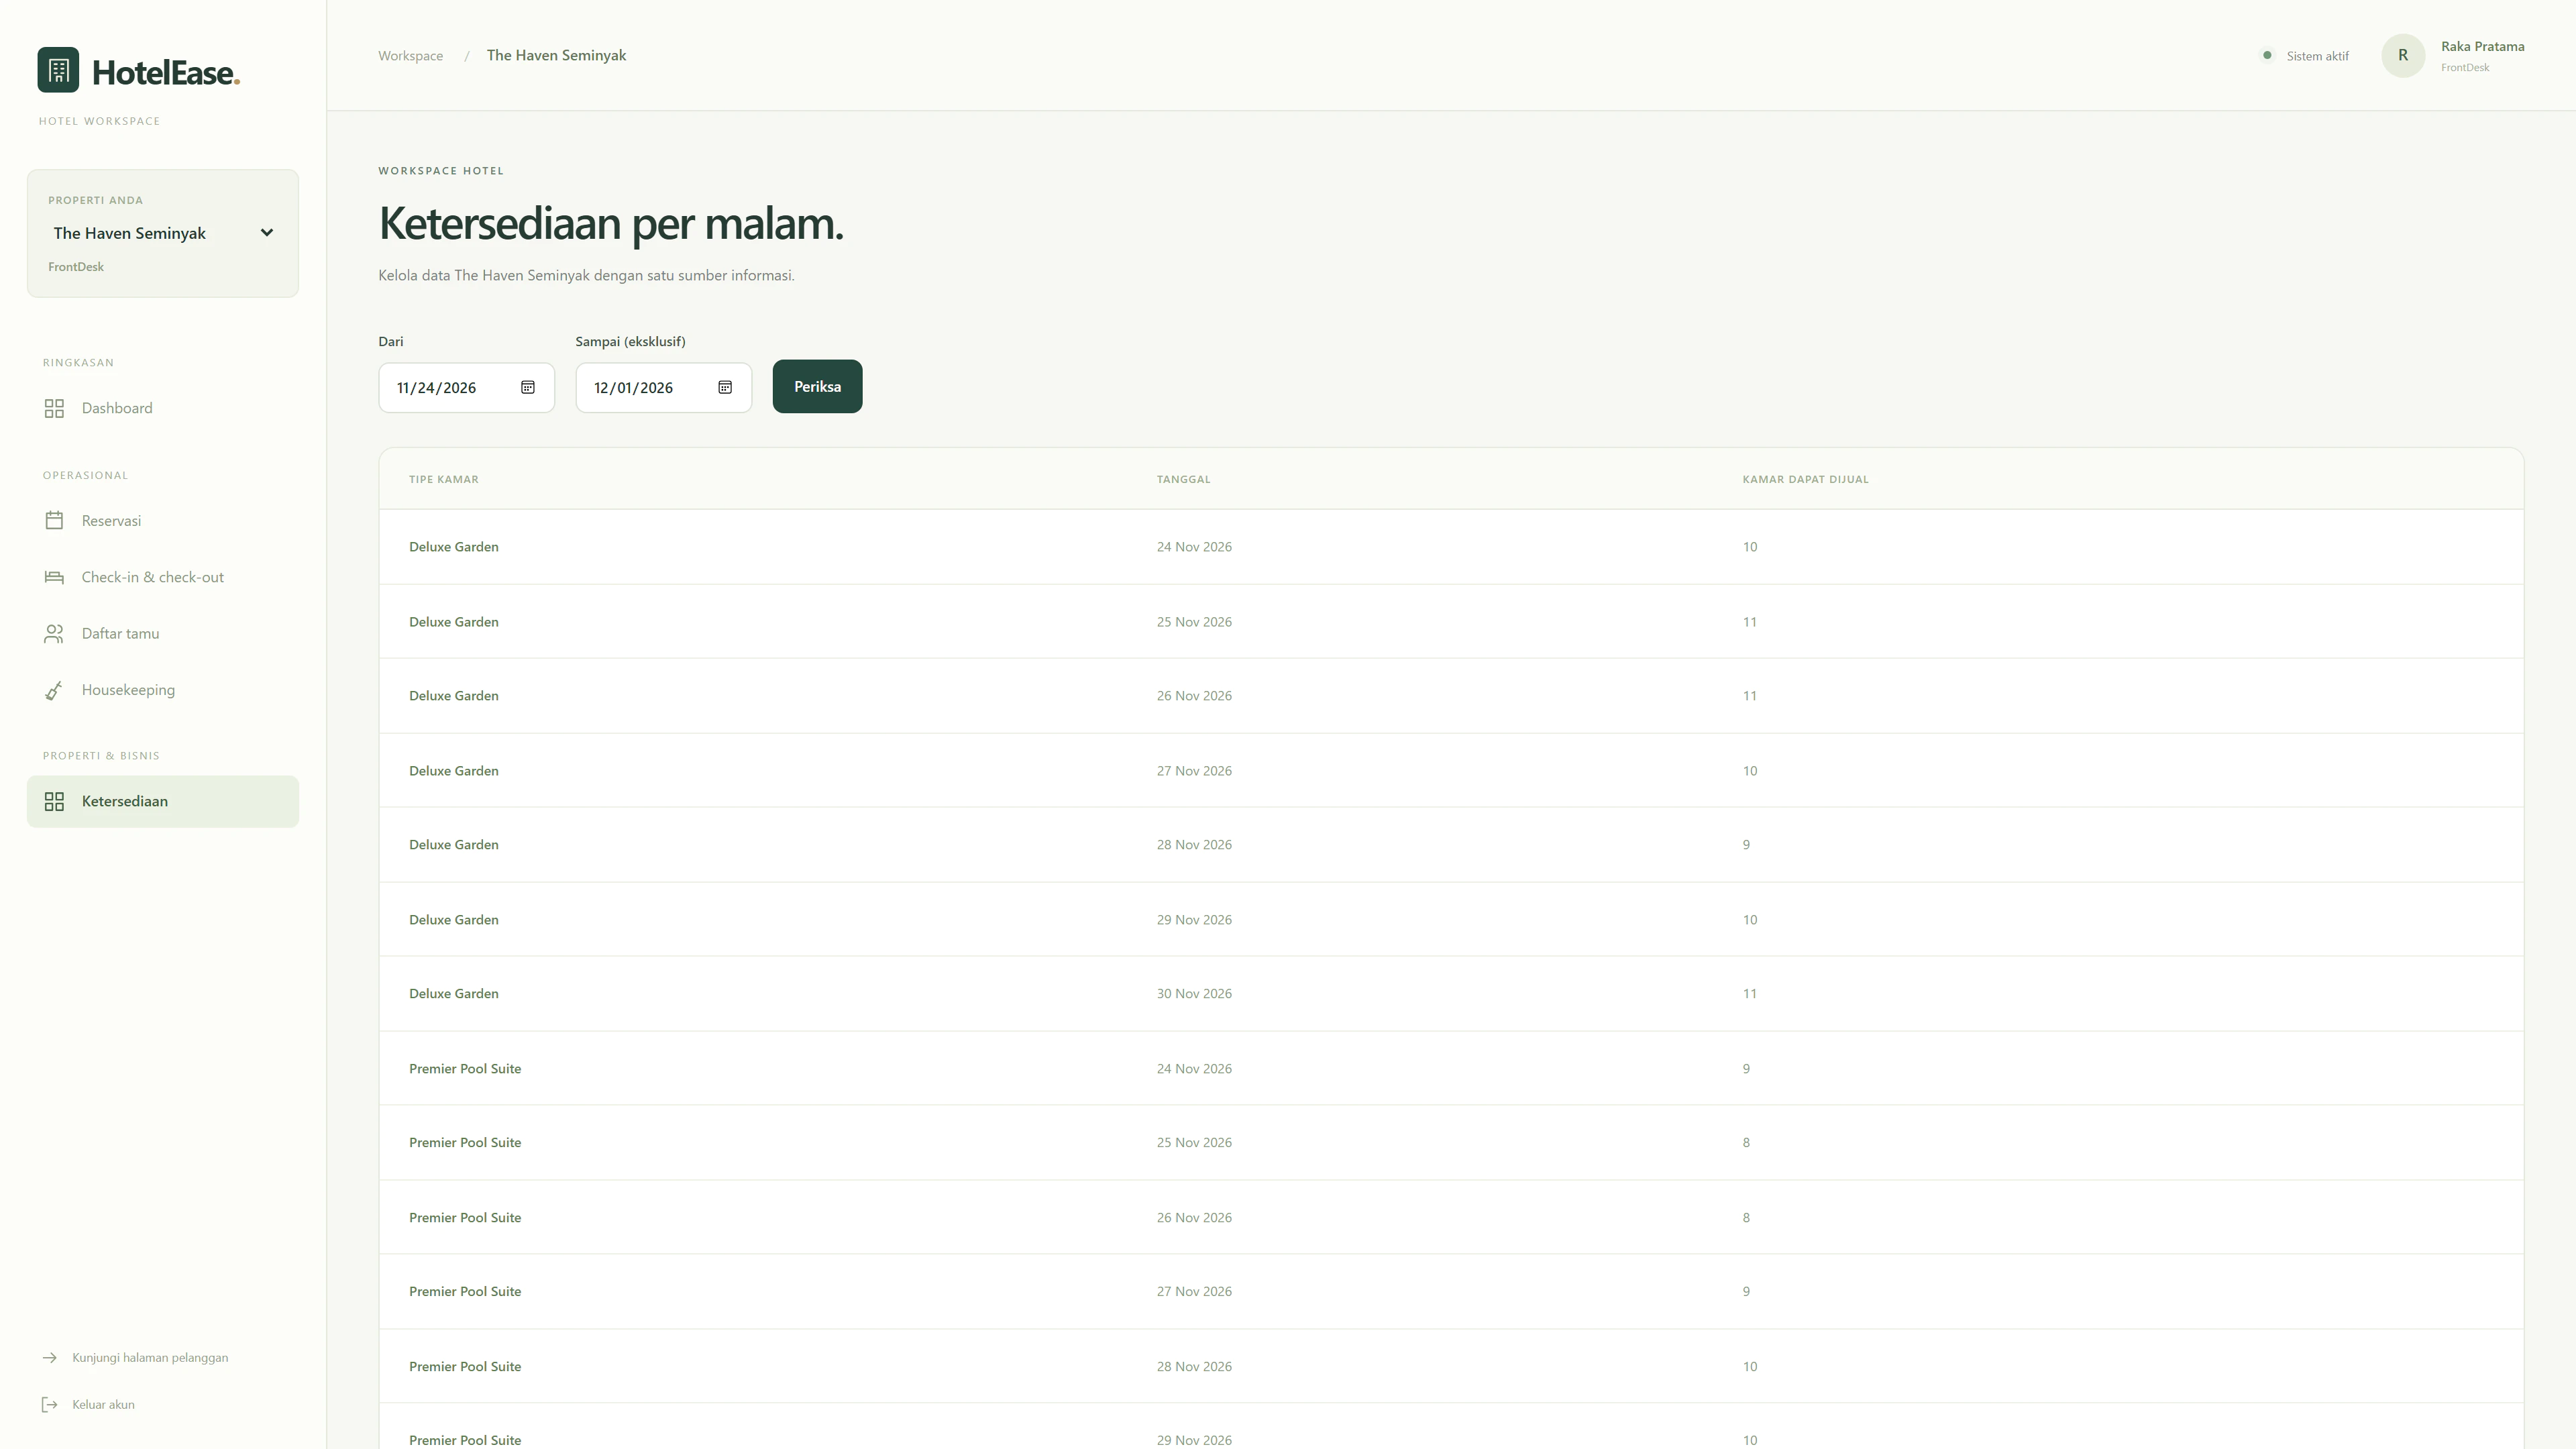 HotelEase.
HOTEL WORKSPACE
PROPERTI ANDA
The Haven Seminyak
FrontDesk
RINGKASAN
Dashboard
OPERASIONAL
Reservasi
Check-in & check-out
Daftar tamu
Housekeeping
PROPERTI & BISNIS
Ketersediaan
Kunjungi halaman pelanggan
Keluar akun
Workspace / The Haven Seminyak
Sistem aktif
R
Raka Pratama
FrontDesk
WORKSPACE HOTEL
Ketersediaan per malam.
Kelola data The Haven Seminyak dengan satu sumber informasi.
Dari Sampai (eksklusif)
11/24/2026 12/01/2026 Periksa
TIPE KAMAR TANGGAL KAMAR DAPAT DIJUAL
Deluxe Garden 24 Nov 2026 10
Deluxe Garden 25 Nov 2026 11
Deluxe Garden 26 Nov 2026 11
Deluxe Garden 27 Nov 2026 10
Deluxe Garden 28 Nov 2026 9
Deluxe Garden 29 Nov 2026 10
Deluxe Garden 30 Nov 2026 11
Premier Pool Suite 24 Nov 2026 9
Premier Pool Suite 25 Nov 2026 8
Premier Pool Suite 26 Nov 2026 8
Premier Pool Suite 27 Nov 2026 9
Premier Pool Suite 28 Nov 2026 10
Premier Pool Suite 29 Nov 2026 10